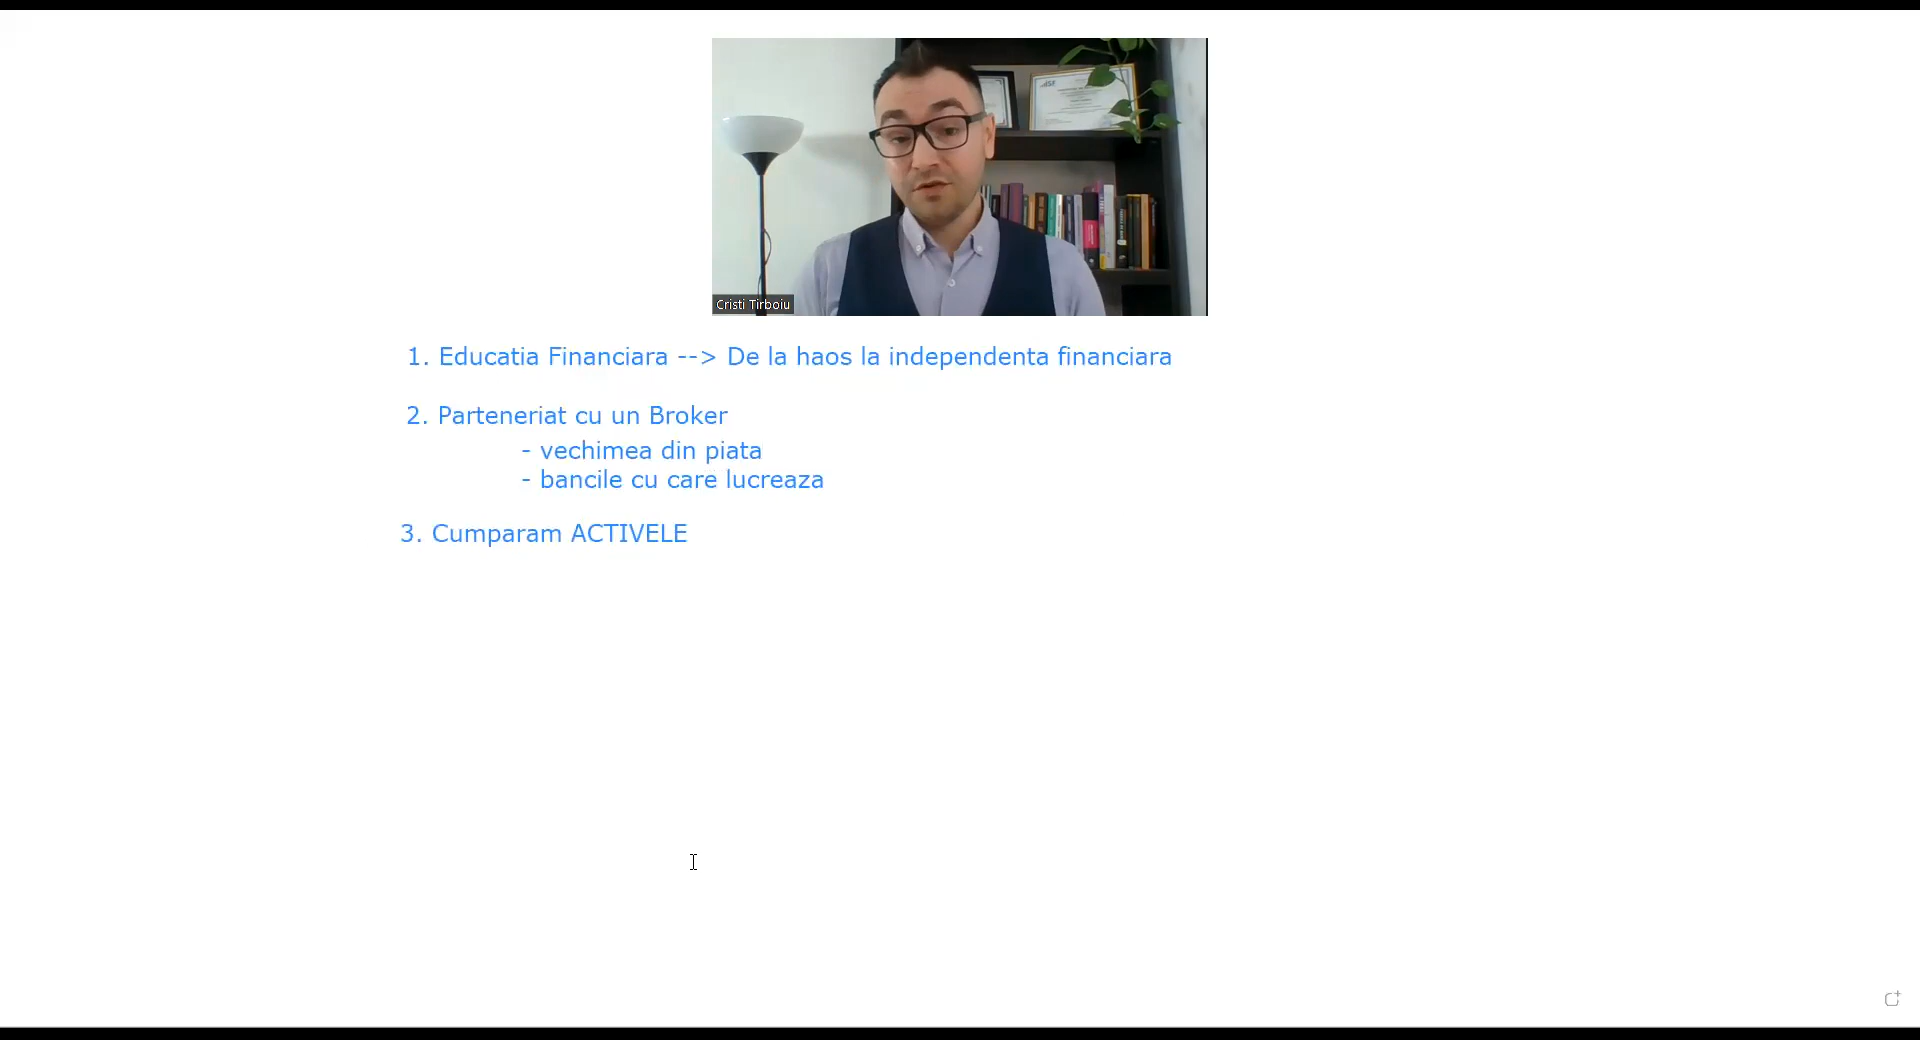 ISF
Cristi Tirboiu
1. Educatia Financiara --> De la haos la independenta financiara
2. Parteneriat cu un Broker
- vechimea din piata
- bancile cu care lucreaza
3. Cumparam ACTIVELE